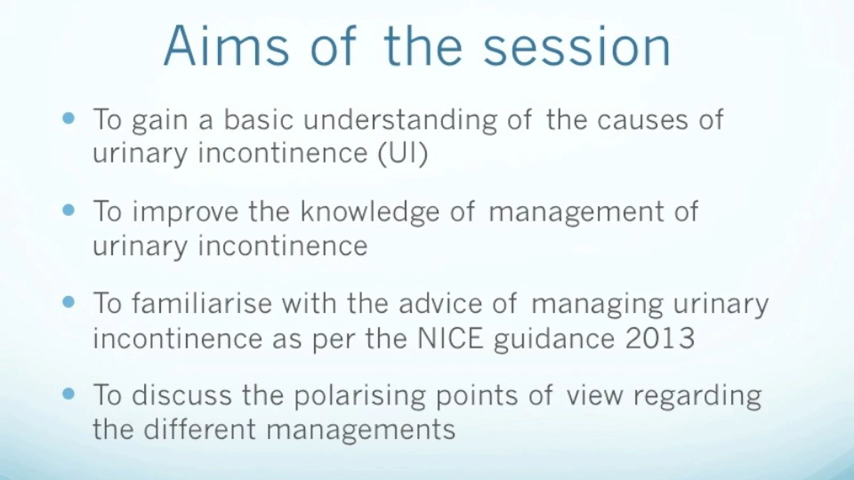 Aims of the session
• To gain a basic understanding of the causes of
urinary incontinence (UI)
• To improve the knowledge of management of
urinary incontinence
• To familiarise with the advice of managing urinary
incontinence as per the NICE guidance 2013
• To discuss the polarising points of view regarding
the different managements